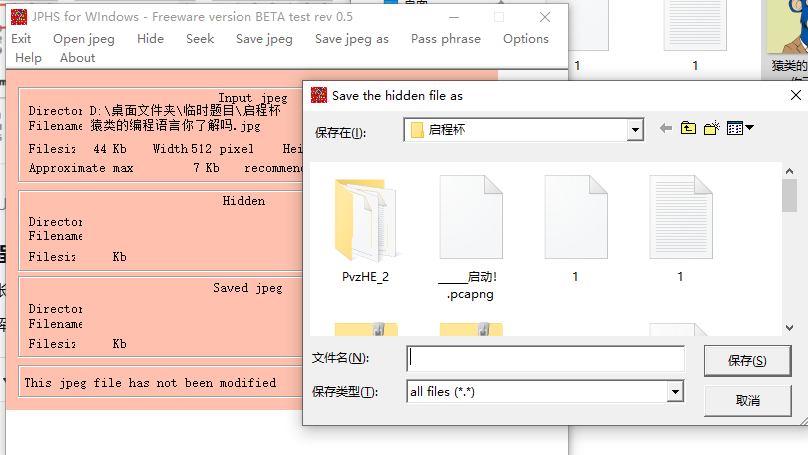 JPHS for WIndows - Freeware version BETA test rev 0.5
Exit Open jpeg Hide Seek Save jpeg Save jpeg as Pass phrase Options
Help About
Input jpeg
Director D:\桌面文件夹\临时题目\启程杯
Filename 猿类的编程语言你了解吗.jpg
Filesiz 44 Kb Width 512 pixel Hei
Approximate max 7 Kb recommen
Hidden
Director
Filename
Filesiz Kb
Saved jpeg
Director
Filename
Filesiz Kb
This jpeg file has not been modified
1 1 猿类的
Save the hidden file as
保存在(I): 启程杯
PvzHE_2 _____启动! 1 1
.pcapng
文件名(N): 保存(S)
保存类型(T): all files (*.*) 取消